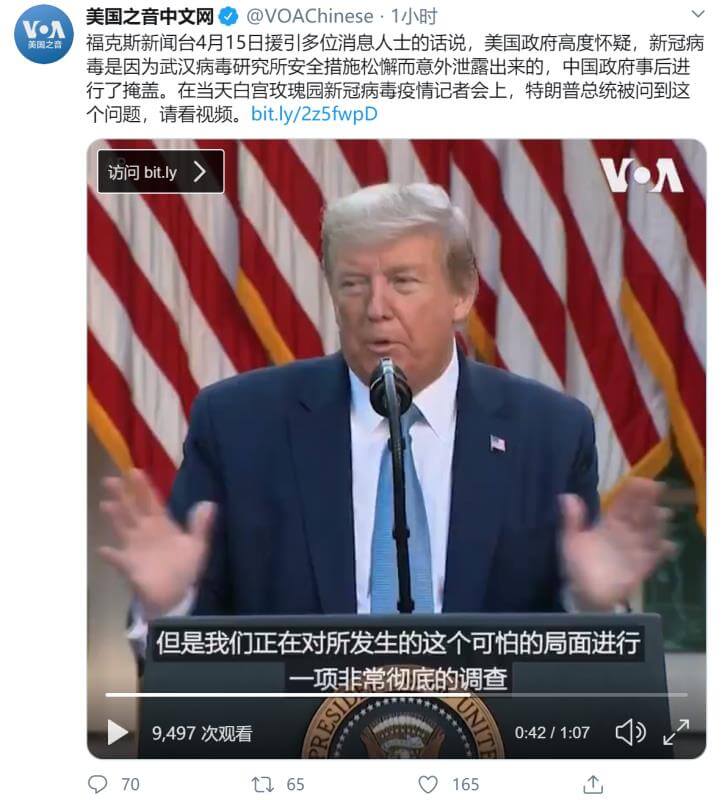 美国之音中文网 @VOAChinese · 1小时
VOA
美国之音
福克斯新闻台4月15日援引多位消息人士的话说，美国政府高度怀疑，新冠病
毒是因为武汉病毒研究所安全措施松懈而意外泄露出来的，中国政府事后进
行了掩盖。在当天白宫玫瑰园新冠病毒疫情记者会上，特朗普总统被问到这
个问题，请看视频。bit.ly/2z5fwpD
访问 bit.ly
VOA
但是我们正在对所发生的这个可怕的局面进行
一项非常彻底的调查
9,497 次观看
0:42 / 1:07
70 65 165